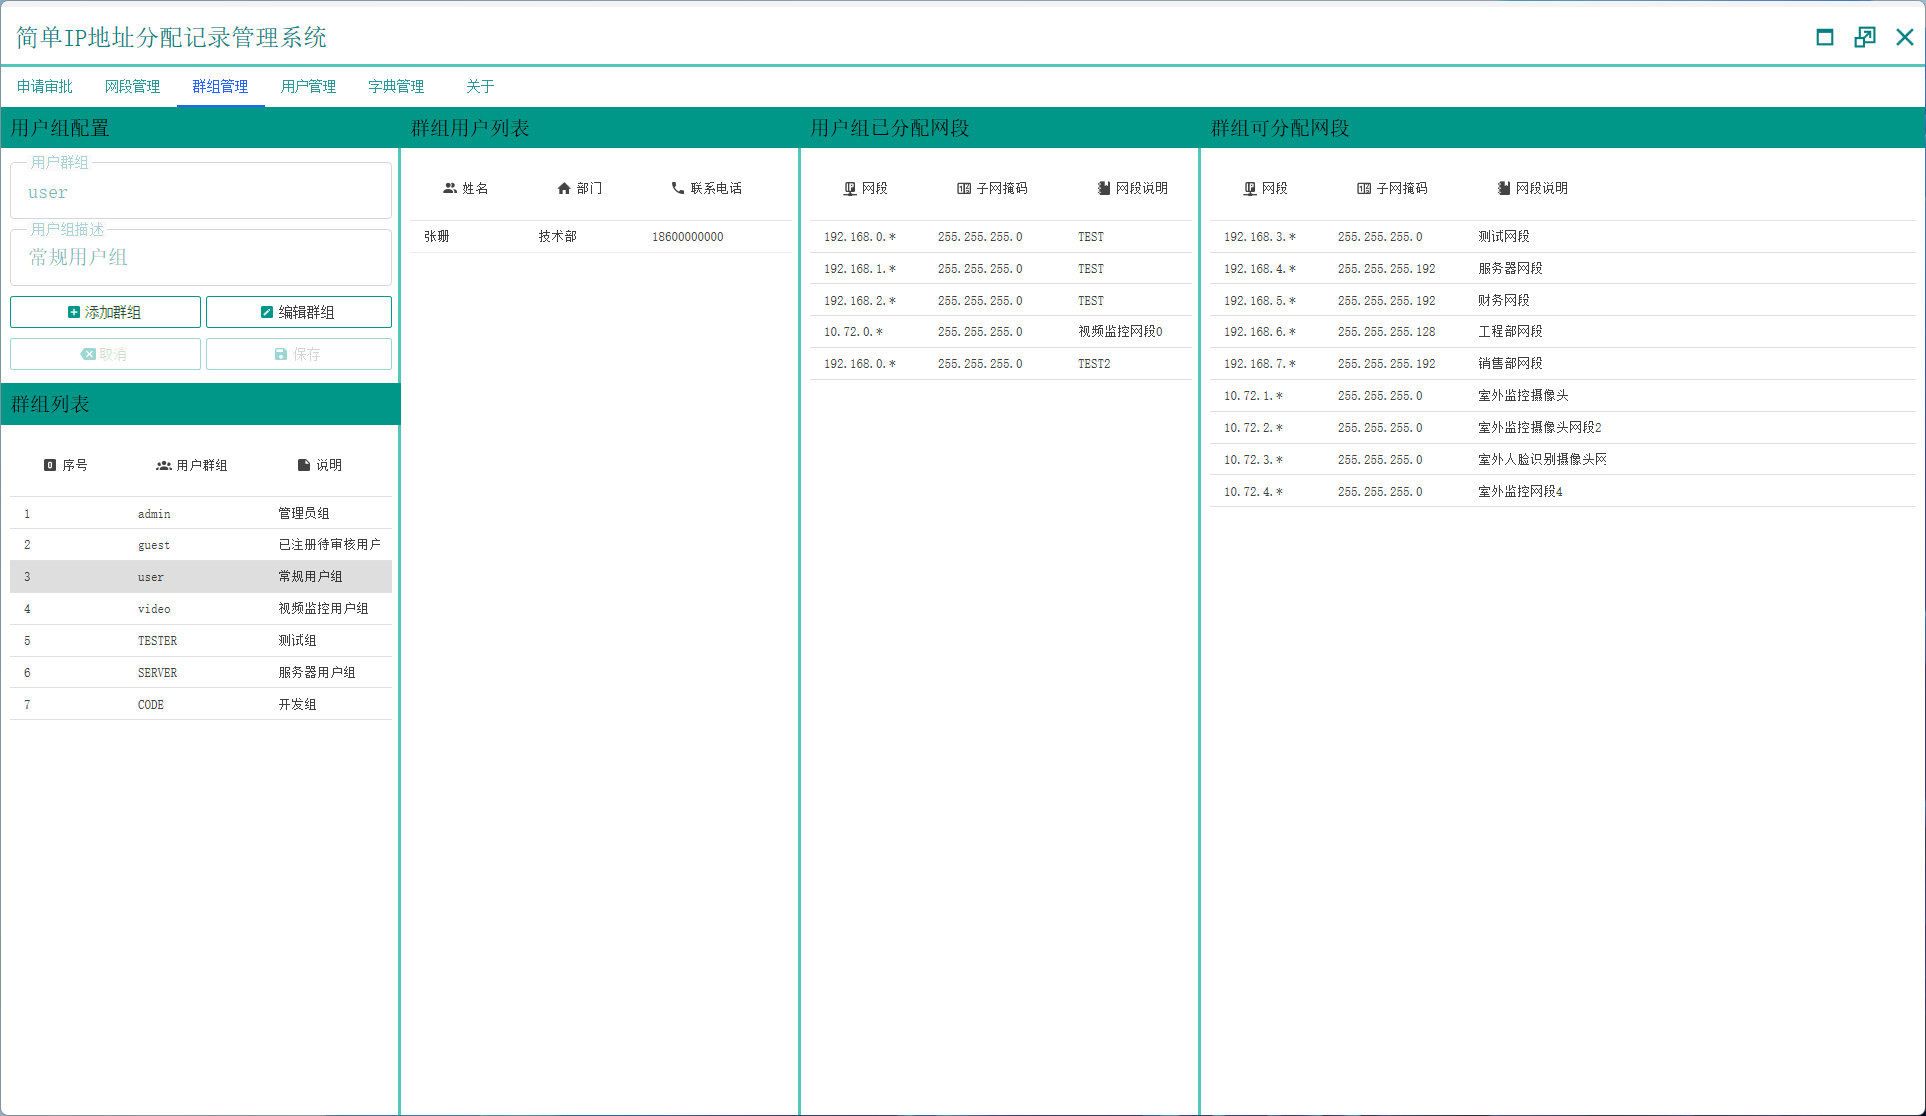 简单IP地址分配记录管理系统
申请审批 网段管理 群组管理 用户管理 字典管理 关于
用户组配置
用户群组
user
用户组描述
常规用户组
添加群组 编辑群组
取消 保存
群组列表
序号 用户群组 说明
1 admin 管理员组
2 guest 已注册待审核用户
3 user 常规用户组
4 video 视频监控用户组
5 TESTER 测试组
6 SERVER 服务器用户组
7 CODE 开发组
群组用户列表
姓名 部门 联系电话
张珊 技术部 18600000000
用户组已分配网段
网段 子网掩码 网段说明
192.168.0.* 255.255.255.0 TEST
192.168.1.* 255.255.255.0 TEST
192.168.2.* 255.255.255.0 TEST
10.72.0.* 255.255.255.0 视频监控网段0
192.168.0.* 255.255.255.0 TEST2
群组可分配网段
网段 子网掩码 网段说明
192.168.3.* 255.255.255.0 测试网段
192.168.4.* 255.255.255.192 服务器网段
192.168.5.* 255.255.255.192 财务网段
192.168.6.* 255.255.255.128 工程部网段
192.168.7.* 255.255.255.192 销售部网段
10.72.1.* 255.255.255.0 室外监控摄像头
10.72.2.* 255.255.255.0 室外监控摄像头网段2
10.72.3.* 255.255.255.0 室外人脸识别摄像头网
10.72.4.* 255.255.255.0 室外监控网段4